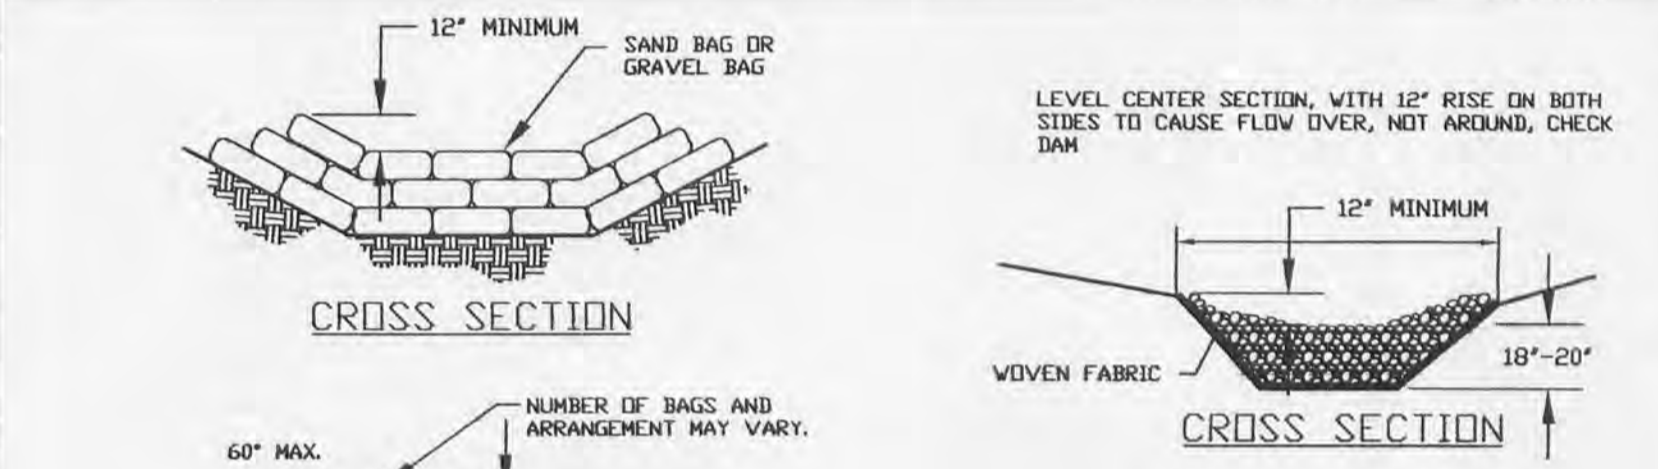 12" MINIMUM
SAND BAG OR
GRAVEL BAG
CROSS SECTION
NUMBER OF BAGS AND
ARRANGEMENT MAY VARY.
60° MAX.
LEVEL CENTER SECTION, WITH 12" RISE ON BOTH
SIDES TO CAUSE FLOW OVER, NOT AROUND, CHECK
DAM
12" MINIMUM
WOVEN FABRIC
18"-20"
CROSS SECTION